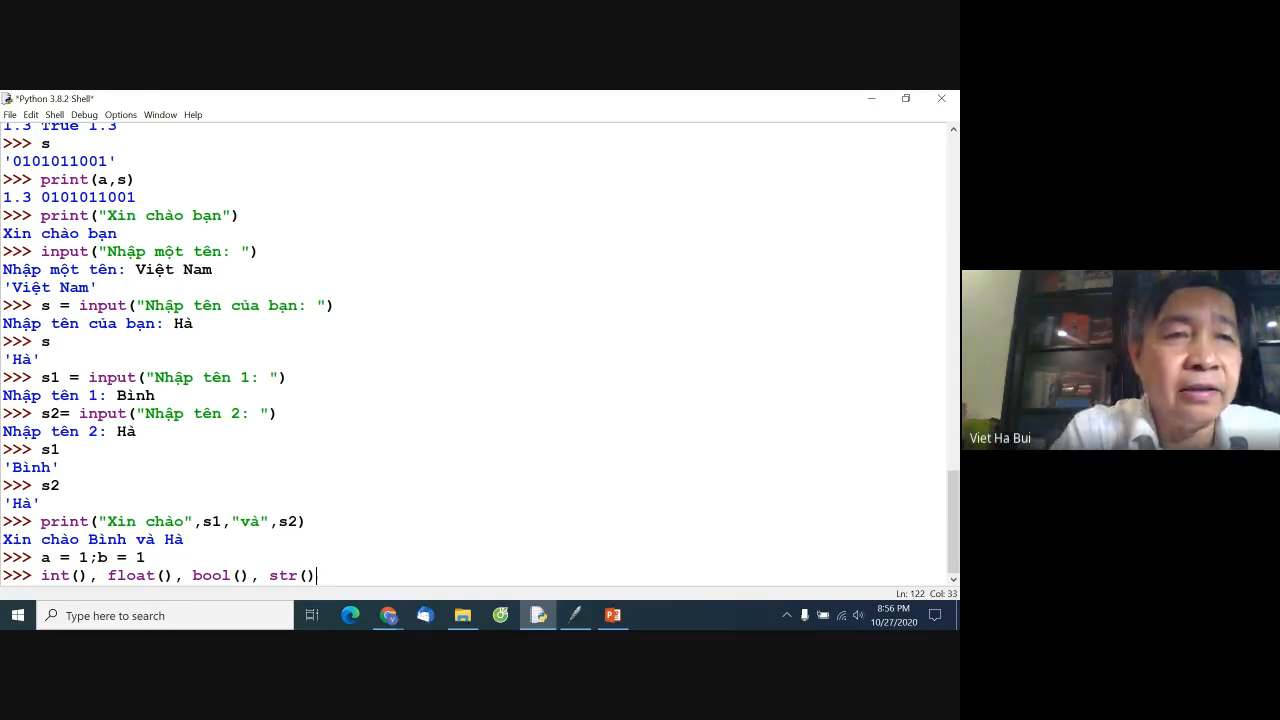 *Python 3.8.2 Shell*
File Edit Shell Debug Options Window Help
1.3 True 1.3
>>> s
'0101011001'
>>> print(a,s)
1.3 0101011001
>>> print("Xin chào bạn")
Xin chào bạn
>>> input("Nhập một tên: ")
Nhập một tên: Việt Nam
'Việt Nam'
>>> s = input("Nhập tên của bạn: ")
Nhập tên của bạn: Hà
>>> s
'Hà'
>>> s1 = input("Nhập tên 1: ")
Nhập tên 1: Bình
>>> s2= input("Nhập tên 2: ")
Nhập tên 2: Hà
>>> s1
'Bình'
>>> s2
'Hà'
>>> print("Xin chào",s1,"và",s2)
Xin chào Bình và Hà
>>> a = 1;b = 1
>>> int(), float(), bool(), str()
Ln: 122 Col: 33
Type here to search
8:56 PM
10/27/2020
Viet Ha Bui